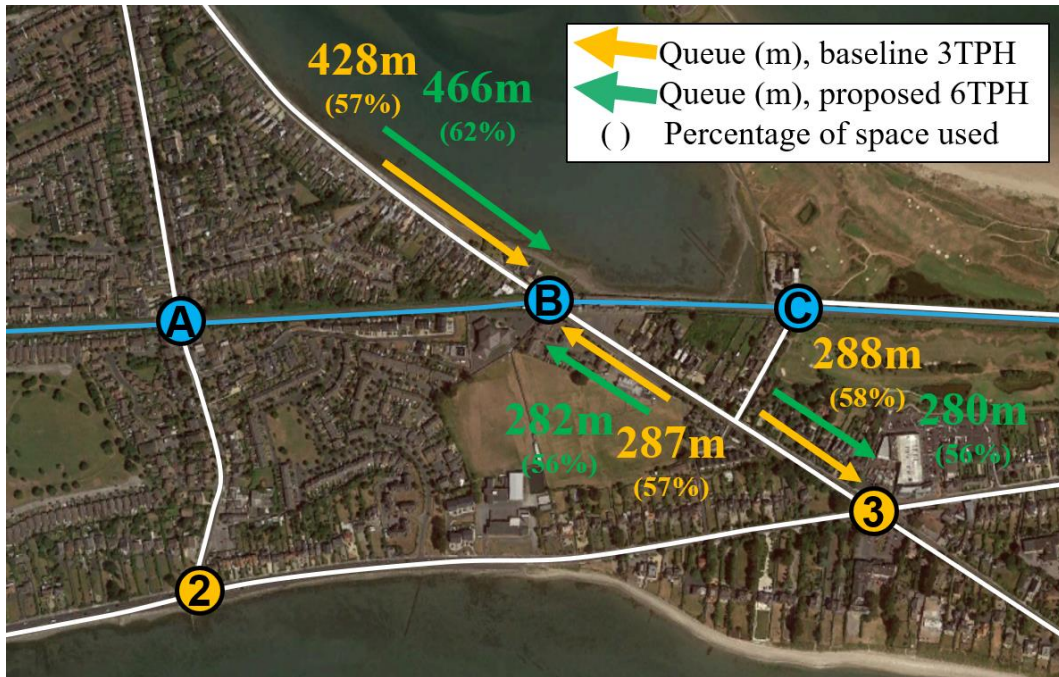 Queue (m), baseline 3TPH
Queue (m), proposed 6TPH
( ) Percentage of space used
428m
(57%)
466m
(62%)
A
B
C
288m
(58%)
280m
(56%)
282m
(56%)
287m
(57%)
3
2